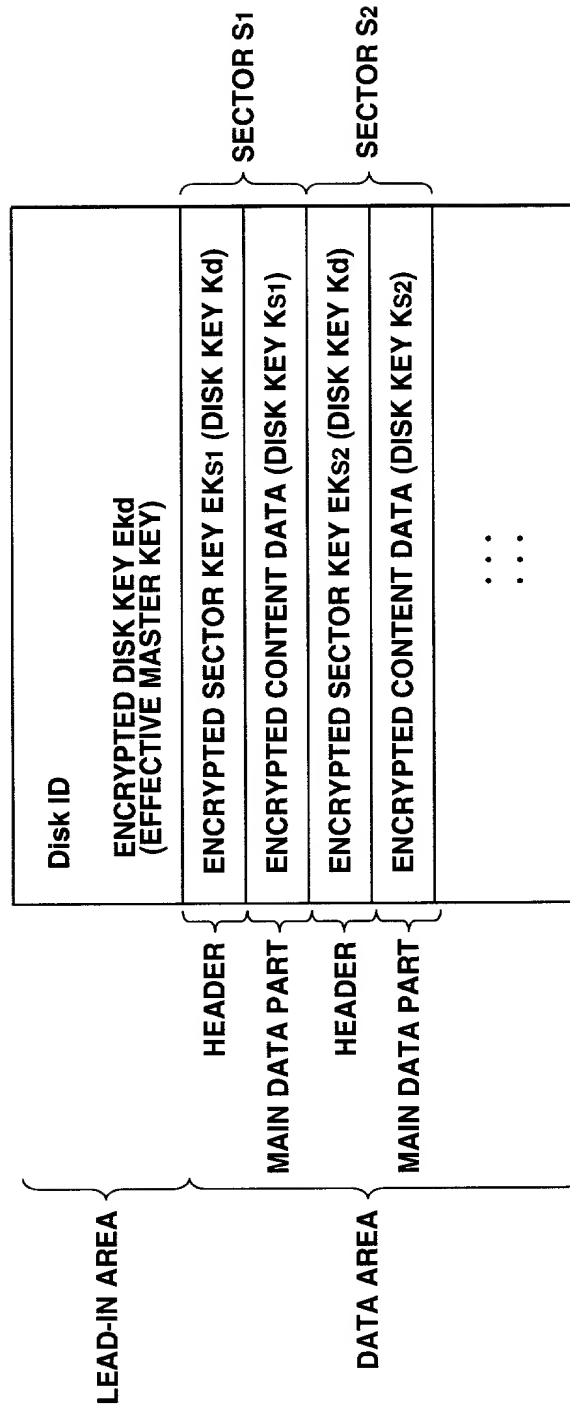 LEAD-IN AREA
DATA AREA
HEADER
MAIN DATA PART
HEADER
MAIN DATA PART
Disk ID
ENCRYPTED DISK KEY Ekd
(EFFECTIVE MASTER KEY)
ENCRYPTED SECTOR KEY EKS1 (DISK KEY Kd)
ENCRYPTED CONTENT DATA (DISK KEY KS1)
ENCRYPTED SECTOR KEY EKS2 (DISK KEY Kd)
ENCRYPTED CONTENT DATA (DISK KEY KS2)
SECTOR S1
SECTOR S2